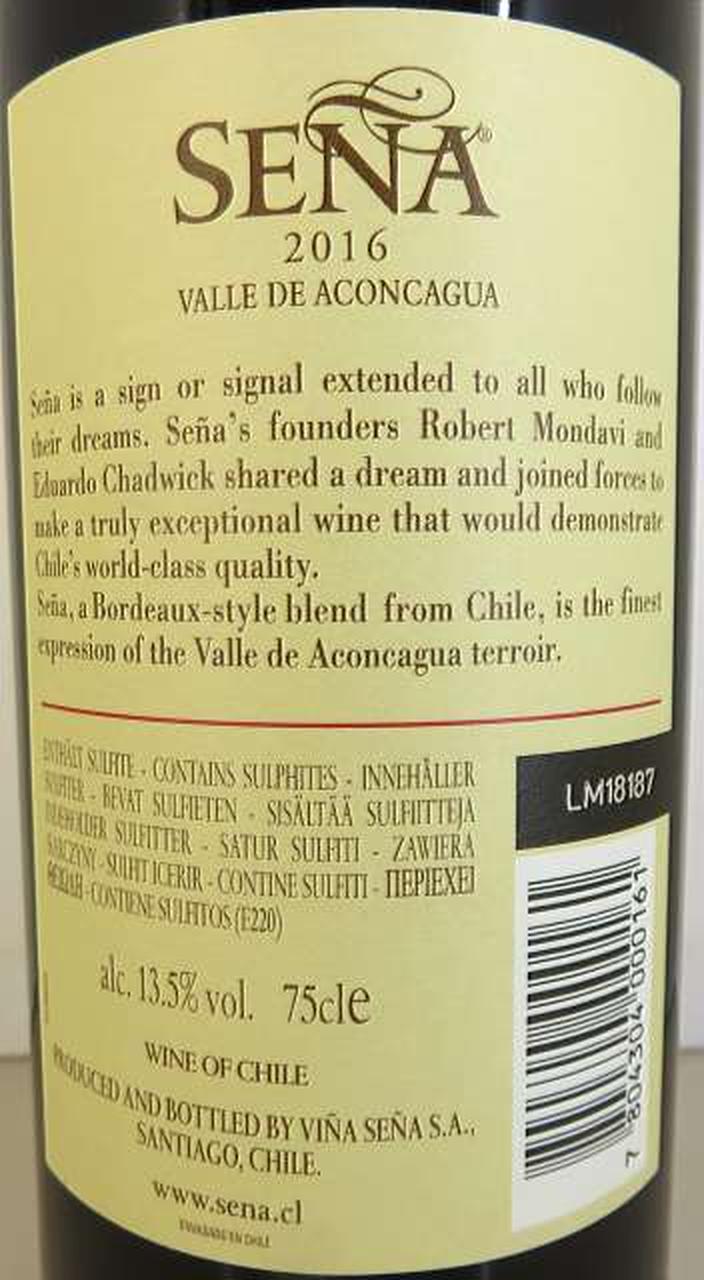 SEÑA®
2016
VALLE DE ACONCAGUA
Seña is a sign or signal extended to all who follow
their dreams. Seña's founders Robert Mondavi and
Eduardo Chadwick shared a dream and joined forces to
make a truly exceptional wine that would demonstrate
Chile's world-class quality.
Seña, a Bordeaux-style blend from Chile, is the finest
expression of the Valle de Aconcagua terroir.
ENTHÄLT SULFITE - CONTAINS SULPHITES - INNEHÅLLER
SULFITER - BEVAT SULFIETEN - SISÄLTÄÄ SULFIITTEJA
INDEHOLDER SULFITTER - SATUR SULFITI - ZAWIERA
SIARCZYNY - SULFIT ICERIR - CONTINE SULFITI - ΠΕΡΙΕΧΕΙ
ΘΕΙΩΔΗ - CONTIENE SULFITOS (E220)
LM18187
alc. 13.5% vol. 75cle
WINE OF CHILE
PRODUCED AND BOTTLED BY VIÑA SEÑA S.A.,
SANTIAGO, CHILE.
www.sena.cl
ENVASADO EN CHILE
7 804304 000161